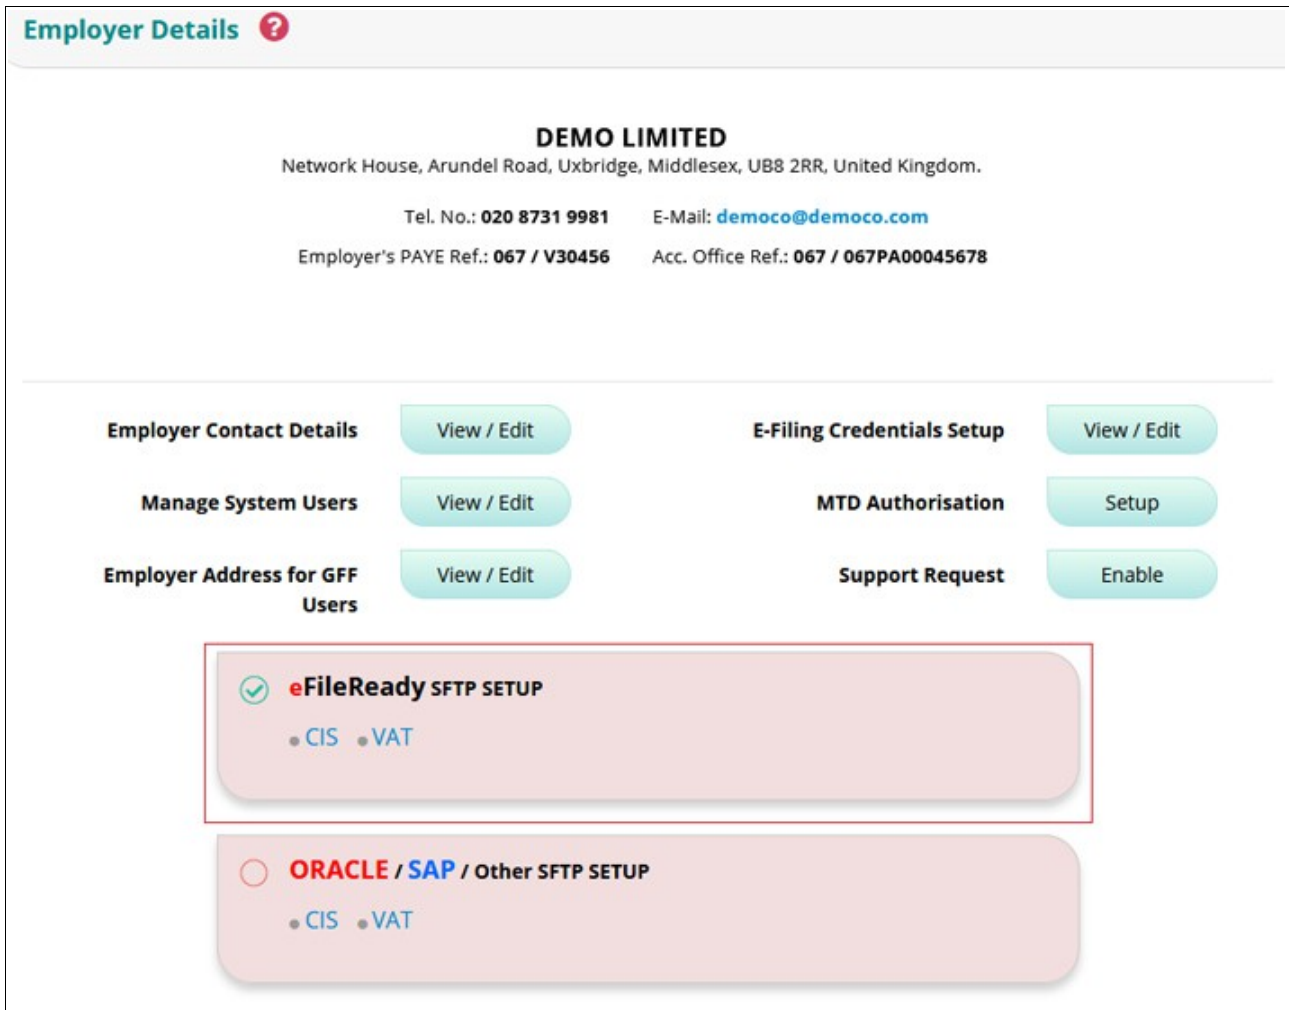 Employer Details ?
DEMO LIMITED
Network House, Arundel Road, Uxbridge, Middlesex, UB8 2RR, United Kingdom.
Tel. No.: 020 8731 9981 E-Mail: democo@democo.com
Employer's PAYE Ref.: 067 / V30456 Acc. Office Ref.: 067 / 067PA00045678
Employer Contact Details View / Edit E-Filing Credentials Setup View / Edit
Manage System Users View / Edit MTD Authorisation Setup
Employer Address for GFF View / Edit Support Request Enable
Users
eFileReady SFTP SETUP
CIS VAT
ORACLE / SAP / Other SFTP SETUP
CIS VAT